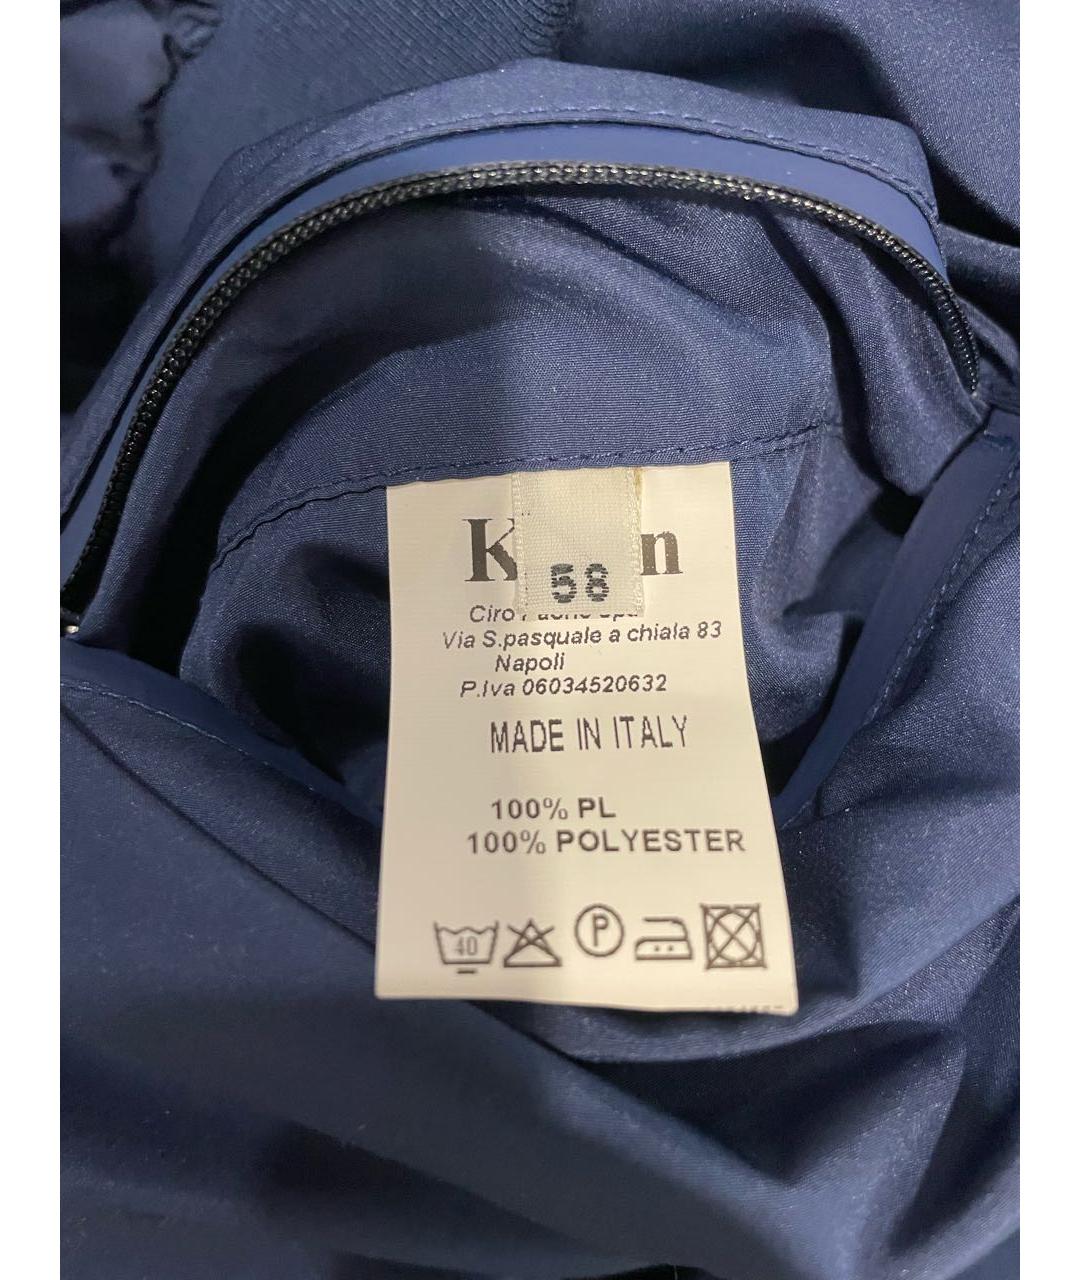 58
Ciro
Via S.pasquale a chiala 83
Napoli
P.Iva 06034520632
MADE IN ITALY
100% PL
100% POLYESTER
40
P